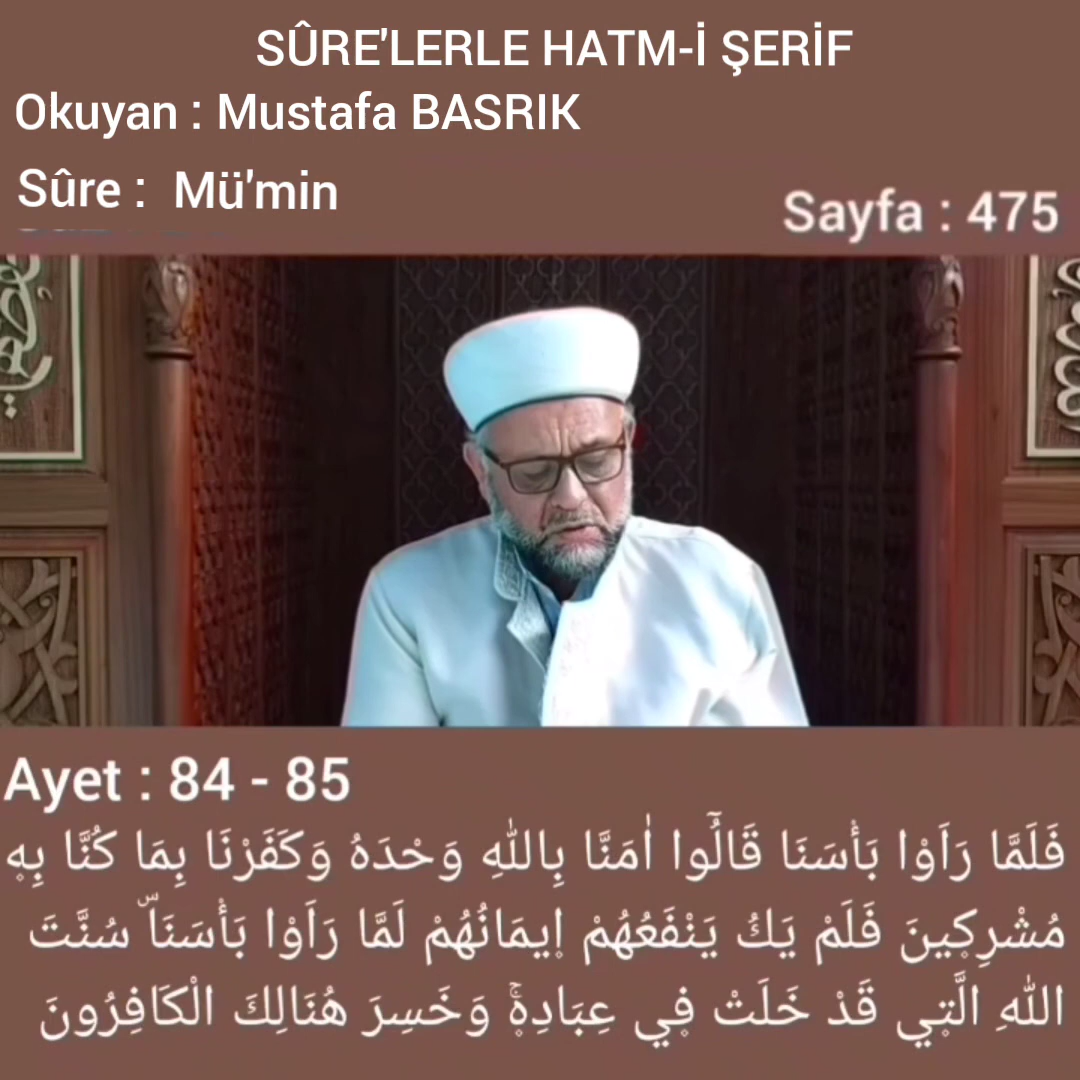 SÛRE'LERLE HATM-İ ŞERİF
Okuyan : Mustafa BASRIK
Sûre : Mü'min
Sayfa : 475
Ayet : 84 - 85
فَلَمَّا رَاَوْا بَأْسَنَا قَالُٓوا اٰمَنَّا بِاللّٰهِ وَحْدَهُ وَكَفَرْنَا بِمَا كُنَّا بِه۪
مُشْرِك۪ينَ فَلَمْ يَكُ يَنْفَعُهُمْ ا۪يمَانُهُمْ لَمَّا رَاَوْا بَأْسَنَاۜ سُنَّتَ
اللّٰهِ الَّت۪ي قَدْ خَلَتْ ف۪ي عِبَادِه۪ۚ وَخَسِرَ هُنَالِكَ الْكَافِرُونَ